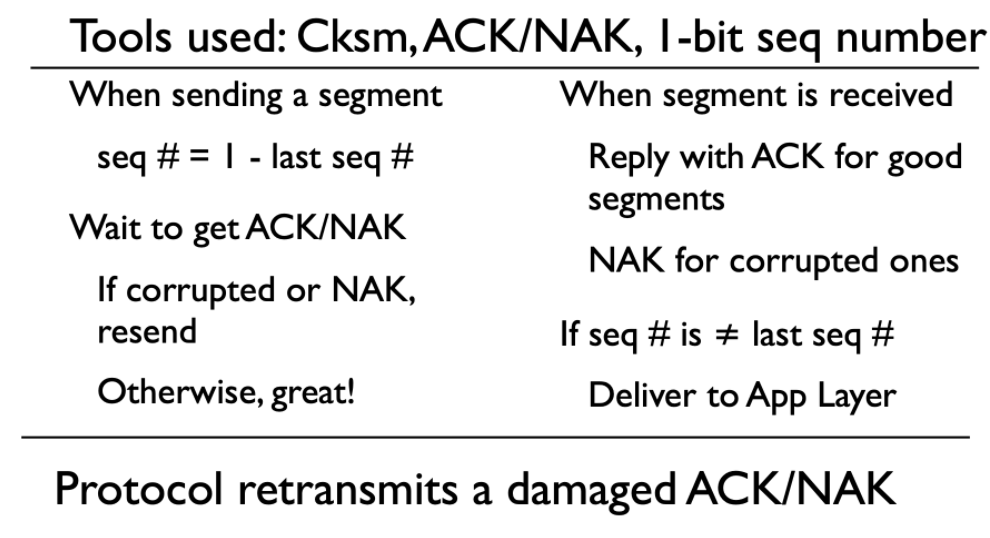 Tools used: Cksm, ACK/NAK, 1-bit seq number
When sending a segment
seq # = 1 - last seq #
Wait to get ACK/NAK
If corrupted or NAK,
resend
Otherwise, great!
When segment is received
Reply with ACK for good
segments
NAK for corrupted ones
If seq # is ≠ last seq #
Deliver to App Layer
Protocol retransmits a damaged ACK/NAK